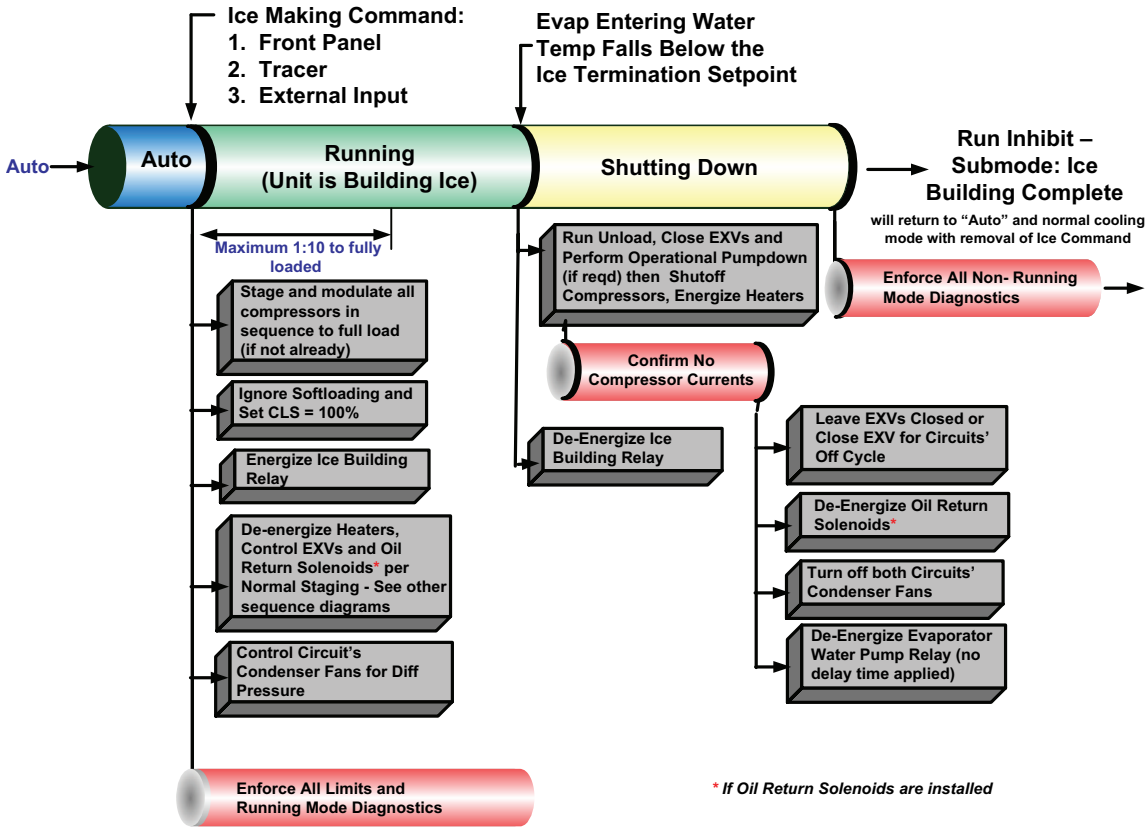 Ice Making Command:
1. Front Panel
2. Tracer
3. External Input
Evap Entering Water
Temp Falls Below the
Ice Termination Setpoint
Auto
Auto
Running
(Unit is Building Ice)
Shutting Down
Run Inhibit –
Submode: Ice
Building Complete
will return to “Auto” and normal cooling
mode with removal of Ice Command
Maximum 1:10 to fully
loaded
Stage and modulate all
compressors in
sequence to full load
(if not already)
Ignore Softloading and
Set CLS = 100%
Energize Ice Building
Relay
De-energize Heaters,
Control EXVs and Oil
Return Solenoids* per
Normal Staging - See other
sequence diagrams
Control Circuit’s
Condenser Fans for Diff
Pressure
Enforce All Limits and
Running Mode Diagnostics
Run Unload, Close EXVs and
Perform Operational Pumpdown
(if reqd) then Shutoff
Compressors, Energize Heaters
Confirm No
Compressor Currents
De-Energize Ice
Building Relay
Enforce All Non- Running
Mode Diagnostics
Leave EXVs Closed or
Close EXV for Circuits’
Off Cycle
De-Energize Oil Return
Solenoids*
Turn off both Circuits’
Condenser Fans
De-Energize Evaporator
Water Pump Relay (no
delay time applied)
* If Oil Return Solenoids are installed